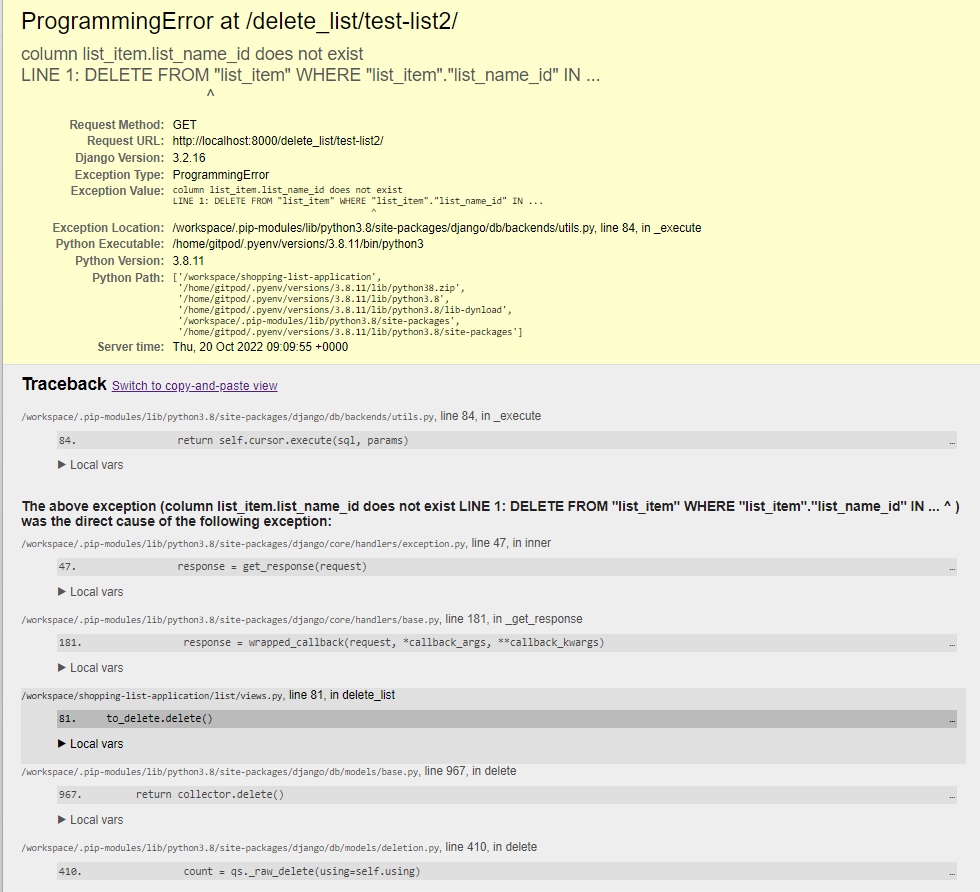 ProgrammingError at /delete_list/test-list2/
column list_item.list_name_id does not exist
LINE 1: DELETE FROM "list_item" WHERE "list_item"."list_name_id" IN ...
^
Request Method: GET
Request URL: http://localhost:8000/delete_list/test-list2/
Django Version: 3.2.16
Exception Type: ProgrammingError
Exception Value: column list_item.list_name_id does not exist
LINE 1: DELETE FROM "list_item" WHERE "list_item"."list_name_id" IN ...
^
Exception Location: /workspace/.pip-modules/lib/python3.8/site-packages/django/db/backends/utils.py, line 84, in _execute
Python Executable: /home/gitpod/.pyenv/versions/3.8.11/bin/python3
Python Version: 3.8.11
Python Path: ['/workspace/shopping-list-application',
'/home/gitpod/.pyenv/versions/3.8.11/lib/python38.zip',
'/home/gitpod/.pyenv/versions/3.8.11/lib/python3.8',
'/home/gitpod/.pyenv/versions/3.8.11/lib/python3.8/lib-dynload',
'/workspace/.pip-modules/lib/python3.8/site-packages',
'/home/gitpod/.pyenv/versions/3.8.11/lib/python3.8/site-packages']
Server time: Thu, 20 Oct 2022 09:09:55 +0000
Traceback Switch to copy-and-paste view
/workspace/.pip-modules/lib/python3.8/site-packages/django/db/backends/utils.py, line 84, in _execute
84. return self.cursor.execute(sql, params) …
▶ Local vars
The above exception (column list_item.list_name_id does not exist LINE 1: DELETE FROM "list_item" WHERE "list_item"."list_name_id" IN ... ^ )
was the direct cause of the following exception:
/workspace/.pip-modules/lib/python3.8/site-packages/django/core/handlers/exception.py, line 47, in inner
47. response = get_response(request) …
▶ Local vars
/workspace/.pip-modules/lib/python3.8/site-packages/django/core/handlers/base.py, line 181, in _get_response
181. response = wrapped_callback(request, *callback_args, **callback_kwargs) …
▶ Local vars
/workspace/shopping-list-application/list/views.py, line 81, in delete_list
81. to_delete.delete() …
▶ Local vars
/workspace/.pip-modules/lib/python3.8/site-packages/django/db/models/base.py, line 967, in delete
967. return collector.delete() …
▶ Local vars
/workspace/.pip-modules/lib/python3.8/site-packages/django/db/models/deletion.py, line 410, in delete
410. count = qs._raw_delete(using=self.using) …